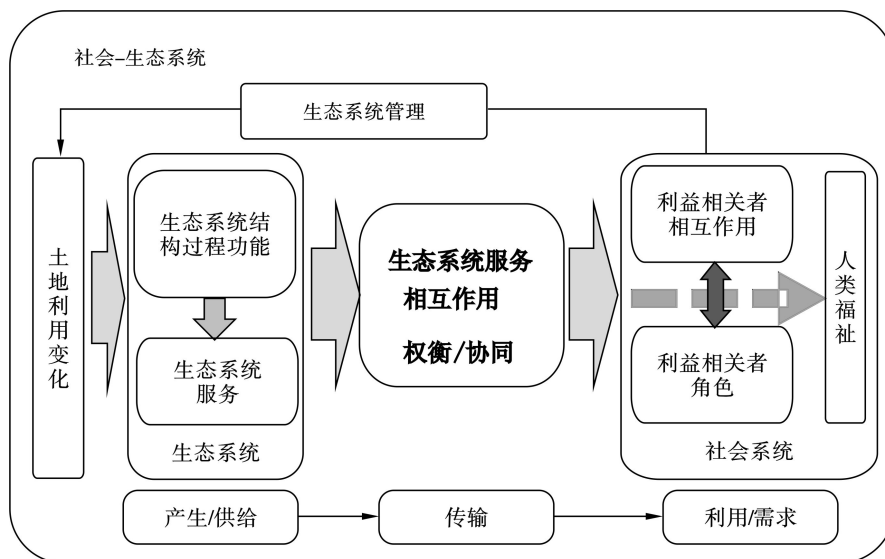 社会–生态系统
生态系统管理
土地利用变化
生态系统结
构过程功能
生态系统
服务
生态系统
生态系统服务
相互作用
权衡/协同
利益相关者
相互作用
利益相关者
角色
社会系统
人类福祉
产生/供给
传输
利用/需求